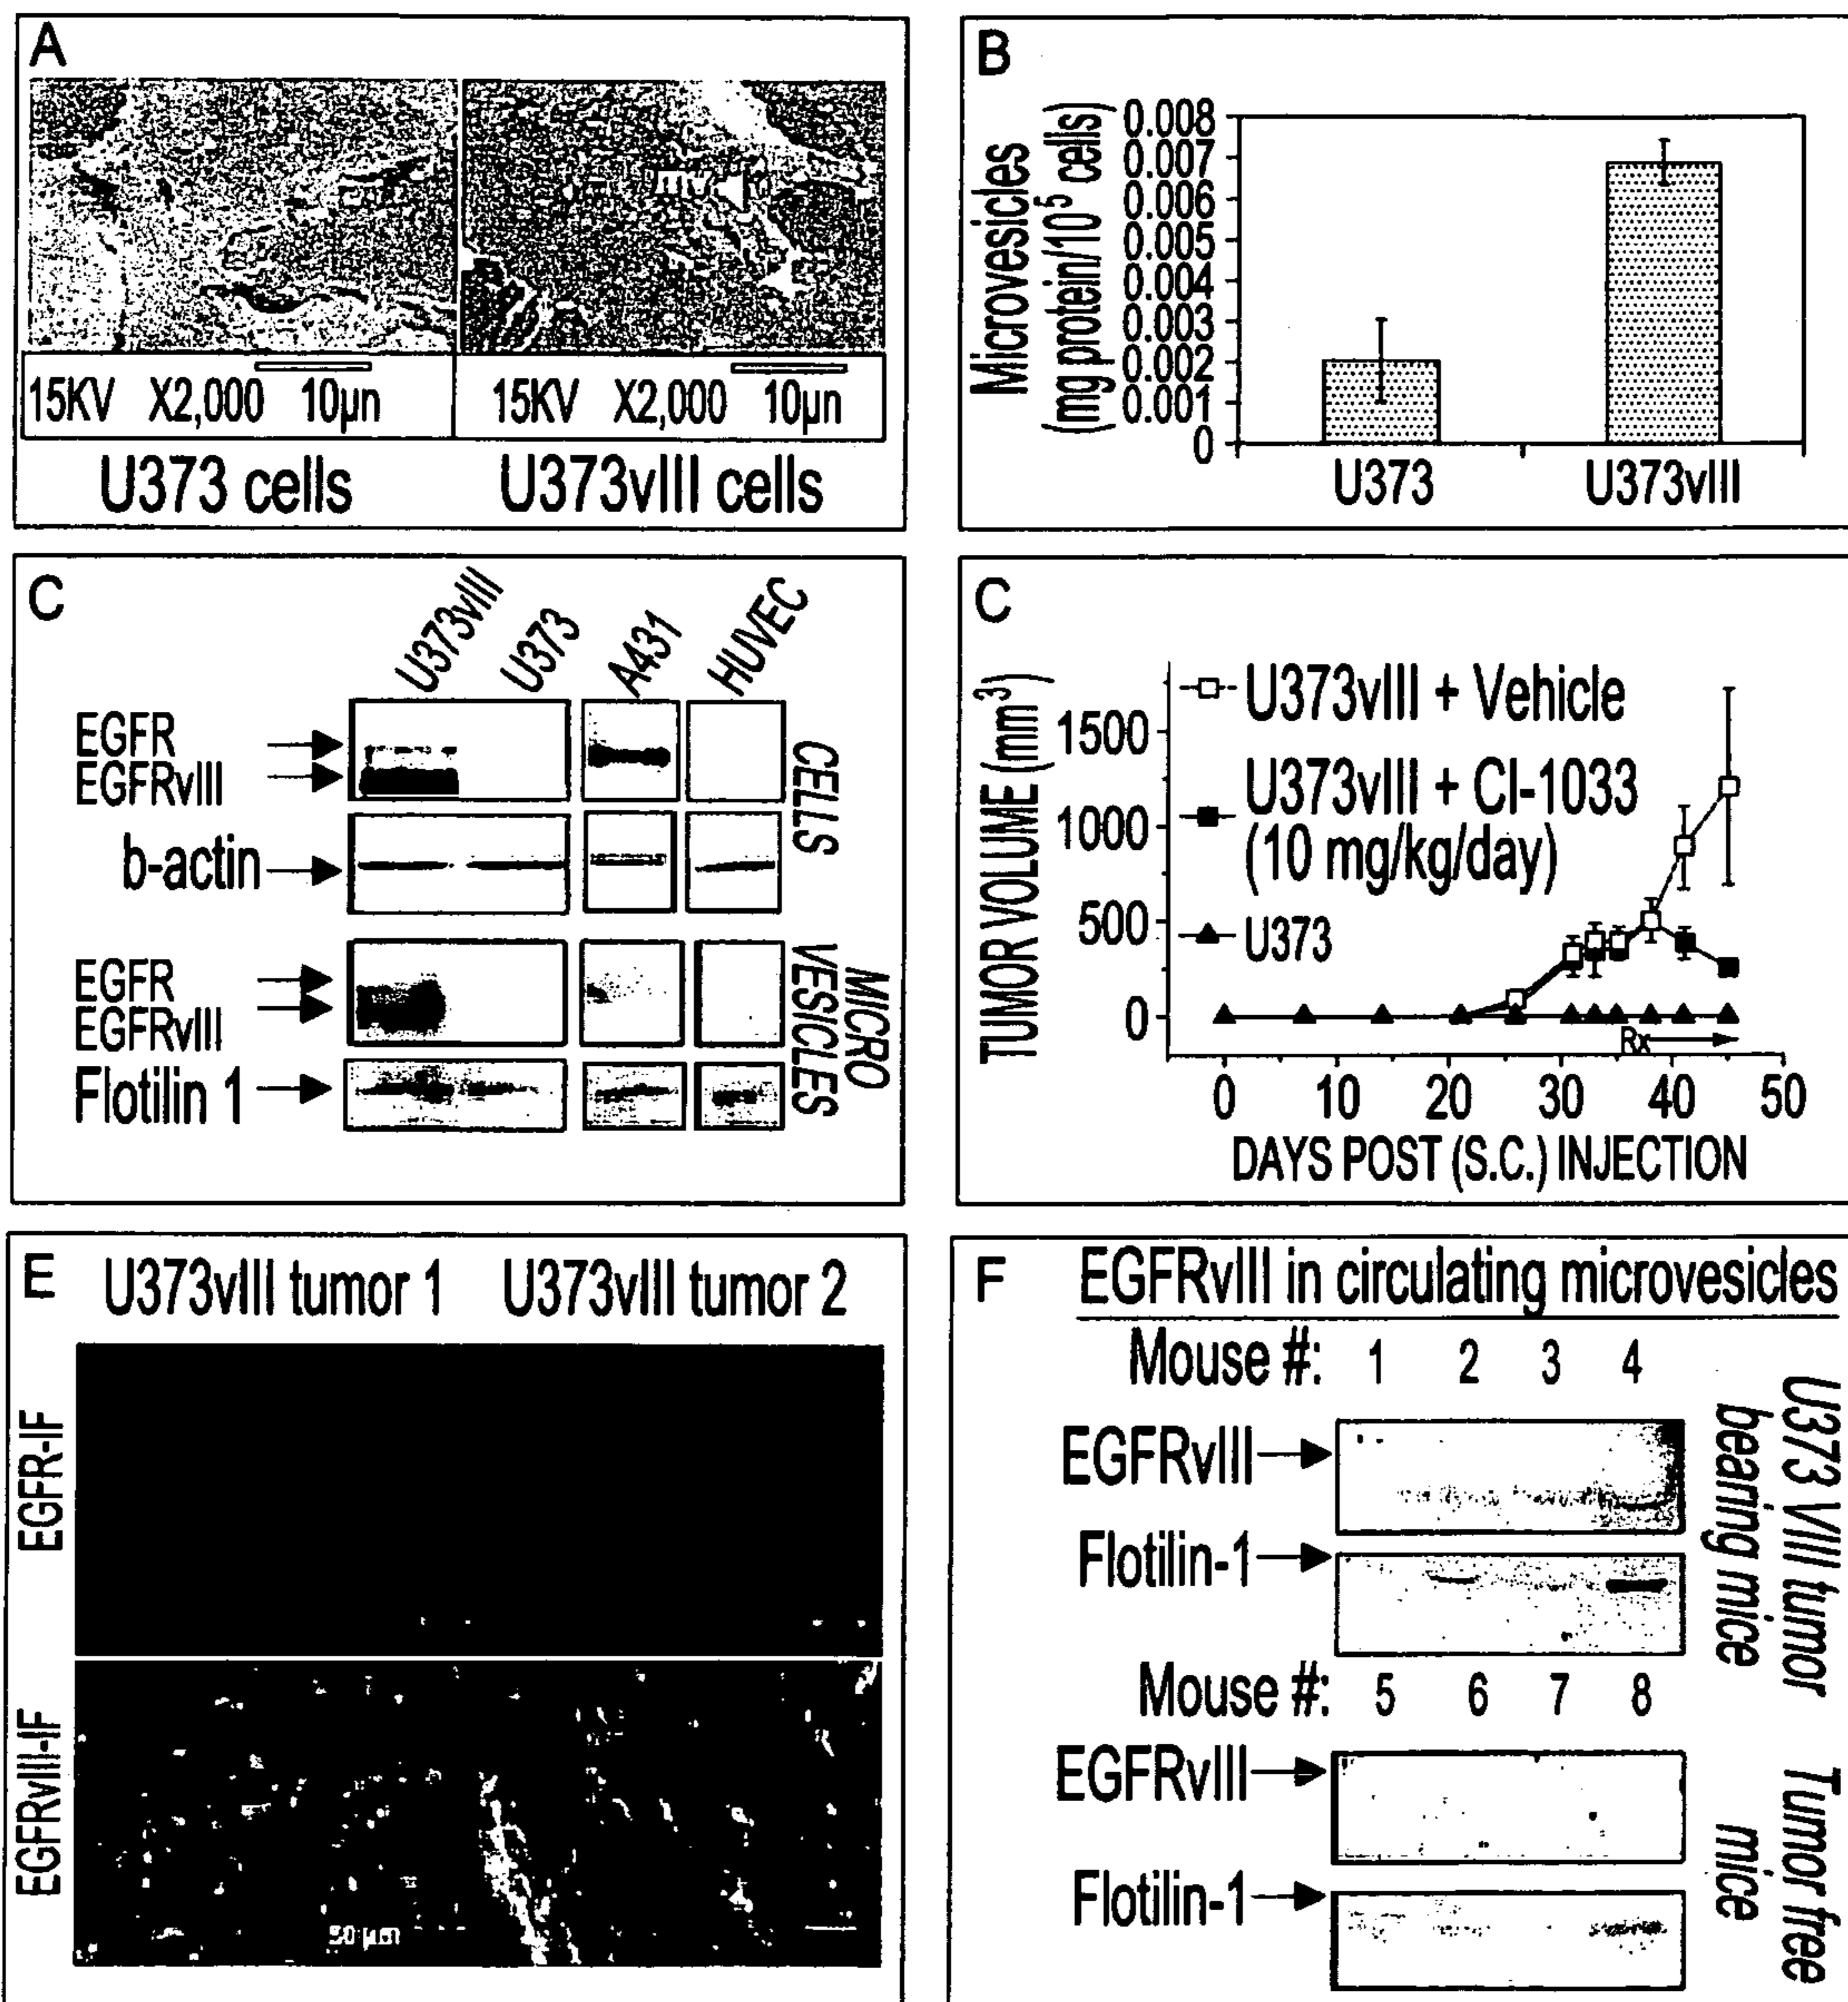 A
mv
15KV X2,000 10µn
15KV X2,000 10µn
U373 cells
U373vIII cells
B
Microvesicles
(mg protein/10⁵ cells)
0.008
0.007
0.006
0.005
0.004
0.003
0.002
0.001
0
U373
U373vIII
C
U373vIII
U373
A431
HUVEC
EGFR
EGFRvIII
b-actin
CELLS
EGFR
EGFRvIII
Flotilin 1
MICRO
VESICLES
C
TUMOR VOLUME (mm³)
1500
1000
500
0
U373vIII + Vehicle
U373vIII + CI-1033
(10 mg/kg/day)
U373
Rx
0 10 20 30 40 50
DAYS POST (S.C.) INJECTION
E
U373vIII tumor 1
U373vIII tumor 2
EGFR-IF
EGFRvIII-IF
50 µm
F
EGFRvIII in circulating microvesicles
Mouse #: 1 2 3 4
EGFRvIII
Flotilin-1
U373 VIII tumor
bearing mice
Mouse #: 5 6 7 8
EGFRvIII
Flotilin-1
Tumor free
mice